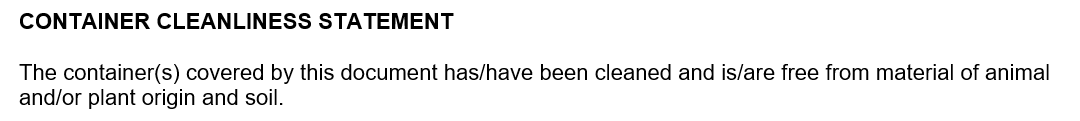 CONTAINER CLEANLINESS STATEMENT
The container(s) covered by this document has/have been cleaned and is/are free from material of animal
and/or plant origin and soil.